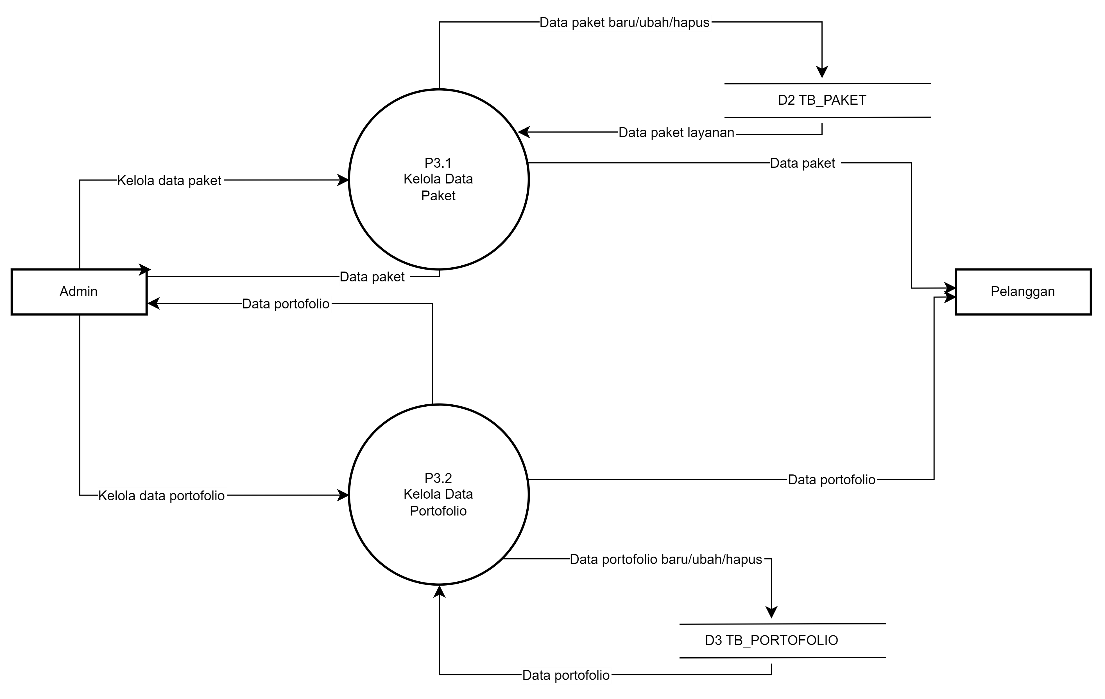 Data paket baru/ubah/hapus
D2 TB_PAKET
Data paket layanan
P3.1
Kelola Data
Paket
Data paket
Kelola data paket
Data paket
Admin
Pelanggan
Data portofolio
P3.2
Kelola Data
Portofolio
Data portofolio
Kelola data portofolio
Data portofolio baru/ubah/hapus
D3 TB_PORTOFOLIO
Data portofolio